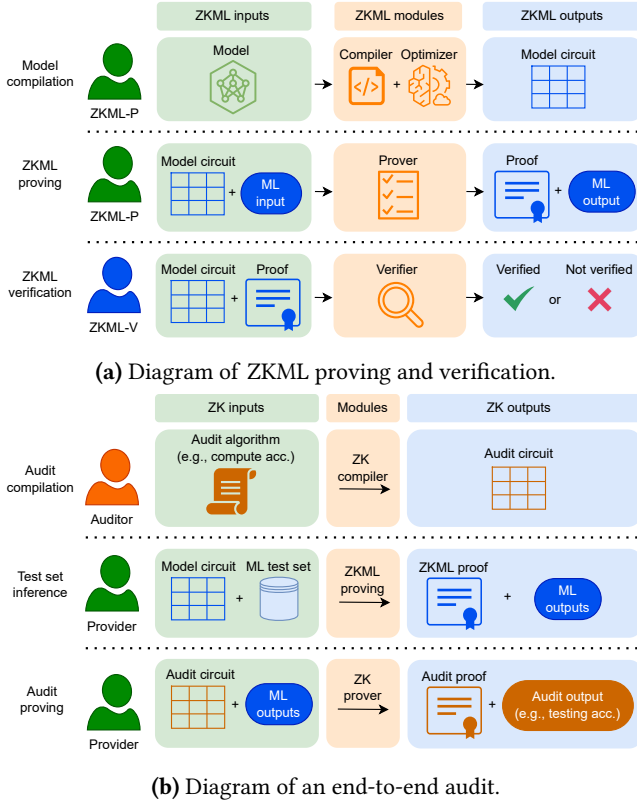 ZKML inputs
ZKML modules
ZKML outputs
Model
compilation
ZKML-P
Model
Compiler
+
Optimizer
</>
Model circuit
ZKML
proving
ZKML-P
Model circuit
+
ML
input
Prover
Proof
+
ML
output
ZKML
verification
ZKML-V
Model circuit
+
Proof
Verifier
Verified
or
Not verified
(a) Diagram of ZKML proving and verification.
ZK inputs
Modules
ZK outputs
Audit
compilation
Auditor
Audit algorithm
(e.g., compute acc.)
ZK
compiler
Audit circuit
Test set
inference
Provider
Model circuit
+
ML test set
ZKML
proving
ZKML proof
+
ML
outputs
Audit
proving
Provider
Audit circuit
+
ML
outputs
ZK
prover
Audit proof
+
Audit output
(e.g., testing acc.)
(b) Diagram of an end-to-end audit.